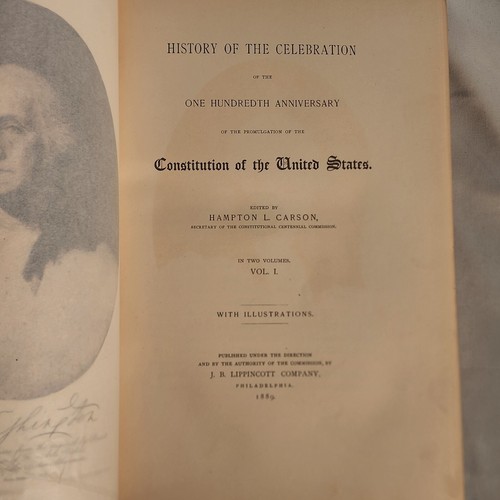 HISTORY OF THE CELEBRATION
OF THE
ONE HUNDREDTH ANNIVERSARY
OF THE PROMULGATION OF THE
Constitution of the United States.
EDITED BY
HAMPTON L. CARSON,
SECRETARY OF THE CONSTITUTIONAL CENTENNIAL COMMISSION.
IN TWO VOLUMES.
VOL. I.
WITH ILLUSTRATIONS.
PUBLISHED UNDER THE DIRECTION
AND BY THE AUTHORITY OF THE COMMISSION, BY
J. B. LIPPINCOTT COMPANY,
PHILADELPHIA.
1889.